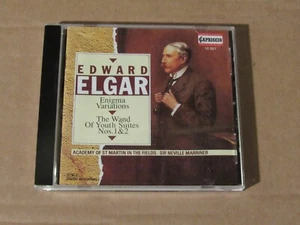 CAPRICCIO
EDWARD
ELGAR
Enigma
Variations
The Wand
Of Youth Suites
Nos.1&2
ACADEMY OF ST MARTIN IN THE FIELDS · SIR NEVILLE MARRINER